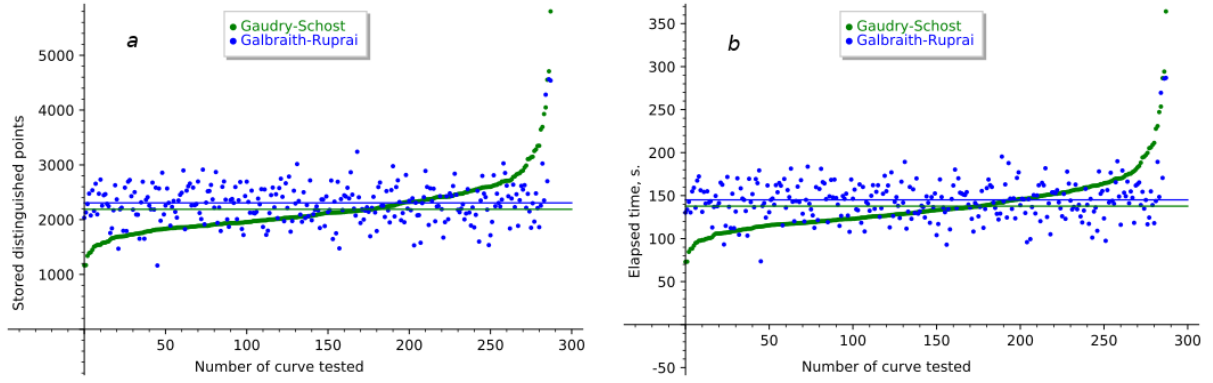 a
Gaudry-Schost
Galbraith-Ruprai
Stored distinguished points
5000
4000
3000
2000
1000
50
100
150
200
250
300
Number of curve tested
b
Gaudry-Schost
Galbraith-Ruprai
Elapsed time, s.
350
300
250
200
150
100
50
-50
50
100
150
200
250
300
Number of curve tested